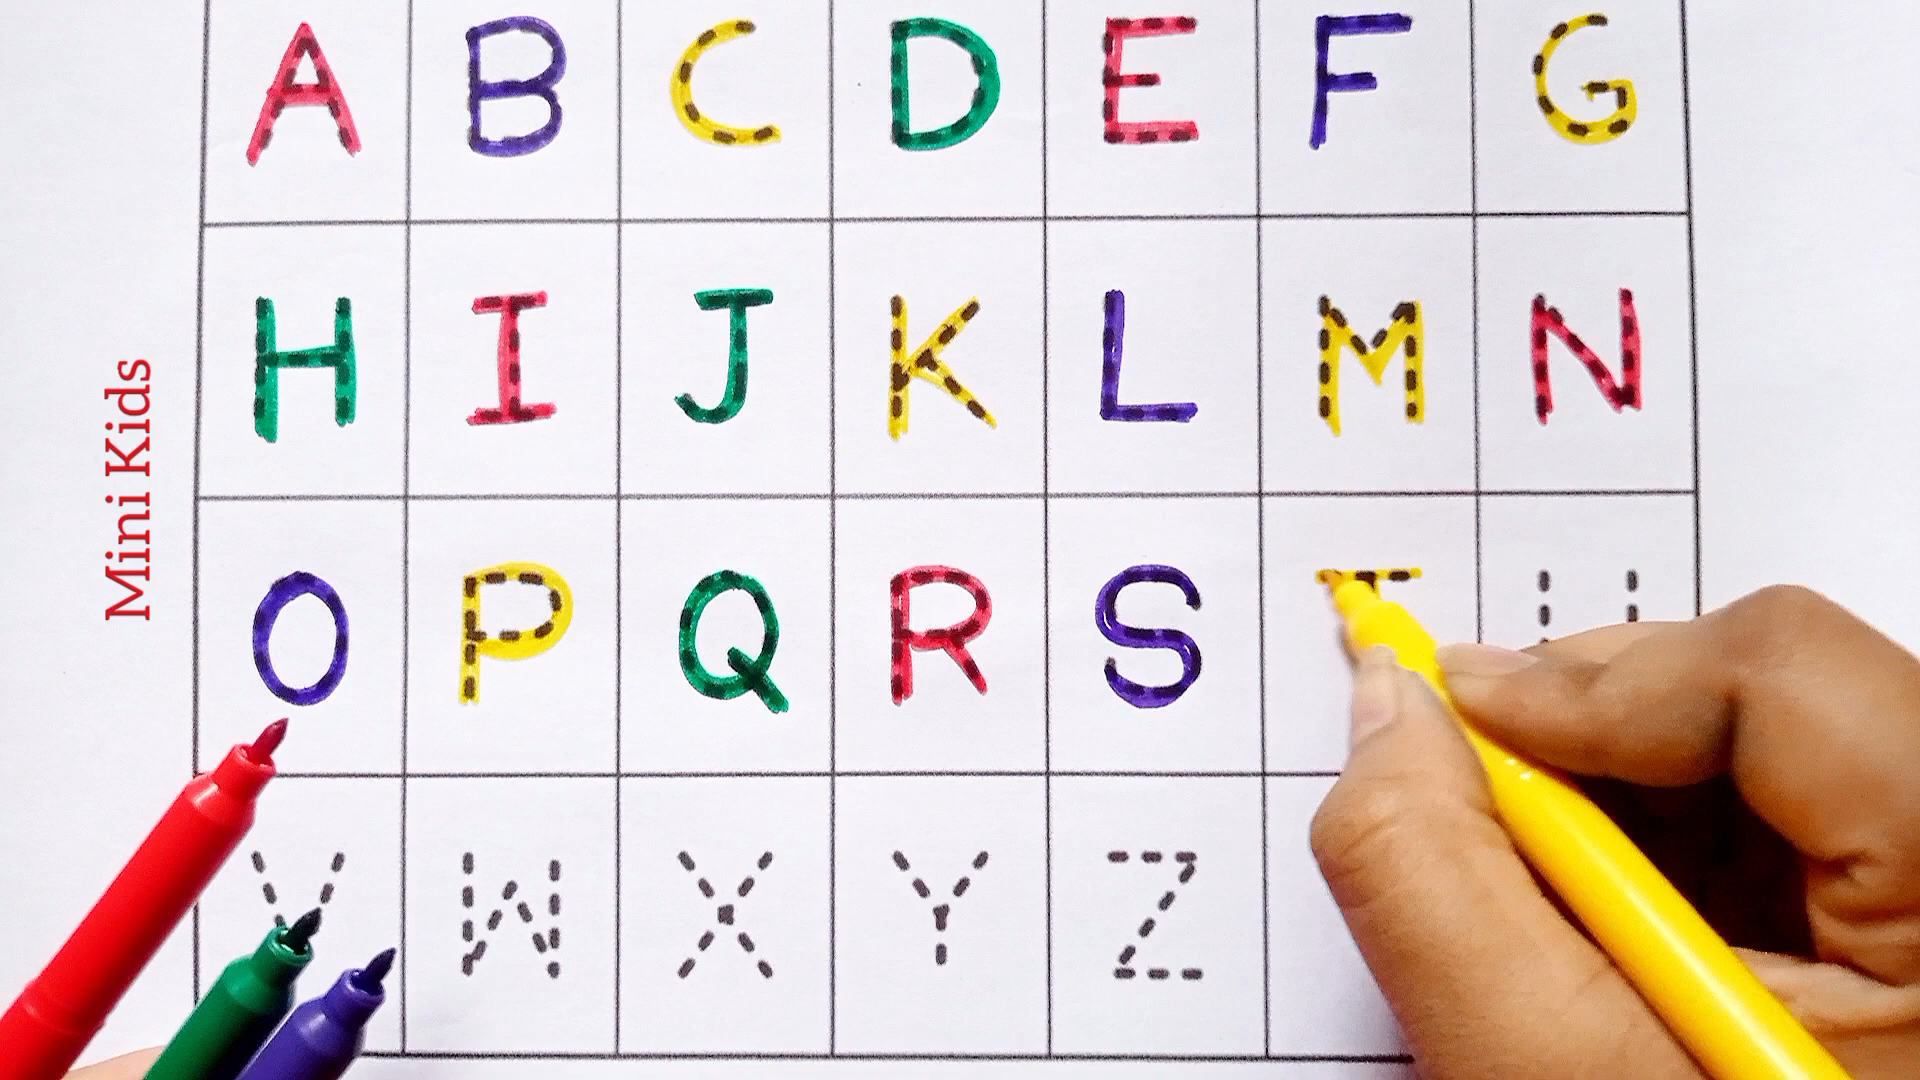 A B C D E F G
H I J K L M N
O P Q R S T U
V W X Y Z
Mini Kids